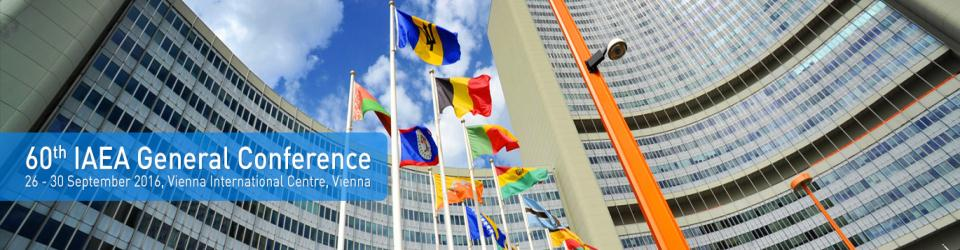 60th IAEA General Conference
26 - 30 September 2016, Vienna International Centre, Vienna